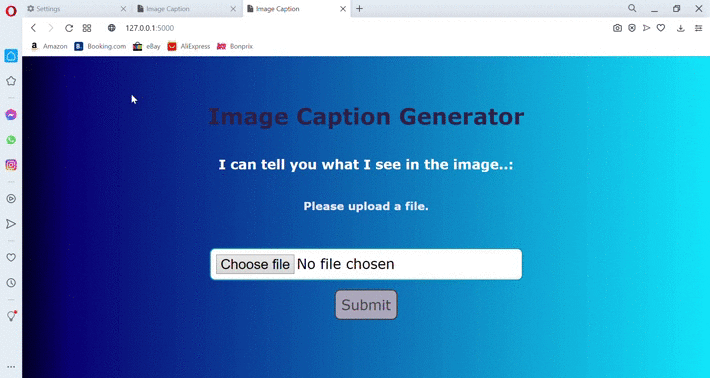 Settings
Image Caption
Image Caption
127.0.0.1:5000
Amazon
Booking.com
eBay
AliExpress
Bonprix
Image Caption Generator
I can tell you what I see in the image..:
Please upload a file.
Choose file No file chosen
Submit